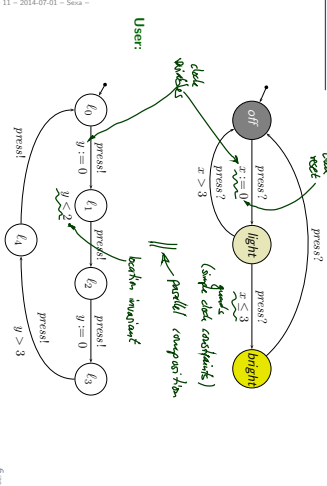 11 – 2014-07-01 – Sexa –
User:
clock
variables
can
reset
off
press?
x := 0
press?
x > 3
press?
light
press?
x ≤ 3
bright
guards
(simple clock constraints)
|| ← parallel composition
ℓ0
press!
y := 0
ℓ1
y < 2
location invariant
press!
ℓ2
press!
y := 0
ℓ3
press!
y > 3
ℓ4
press!